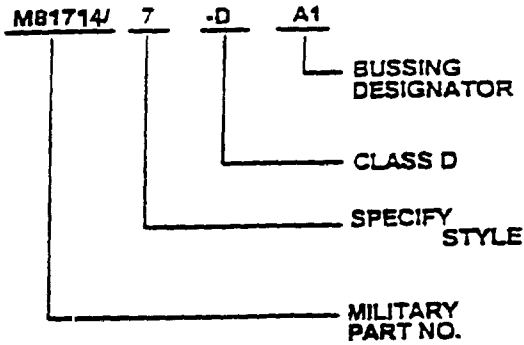 M81714/ 7 -D A1
BUSSING
DESIGNATOR
CLASS D
SPECIFY
STYLE
MILITARY
PART NO.